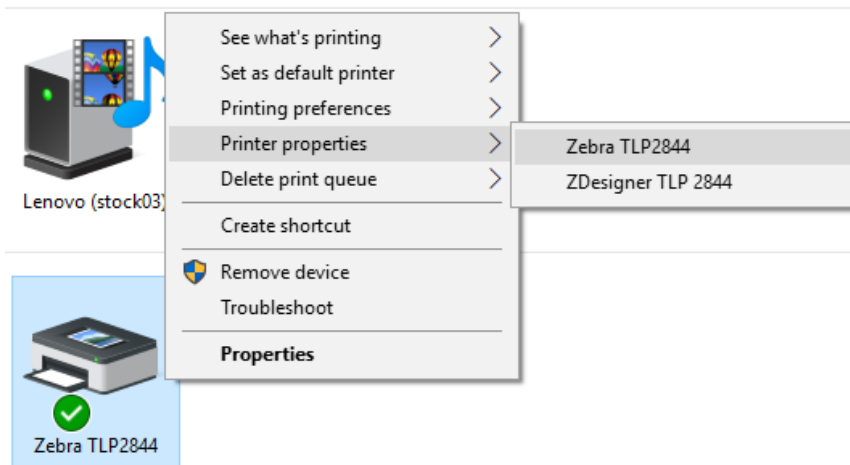 See what's printing
Set as default printer
Printing preferences
Printer properties
Delete print queue
Create shortcut
Remove device
Troubleshoot
Properties
Zebra TLP2844
ZDesigner TLP 2844
Lenovo (stock03)
Zebra TLP2844